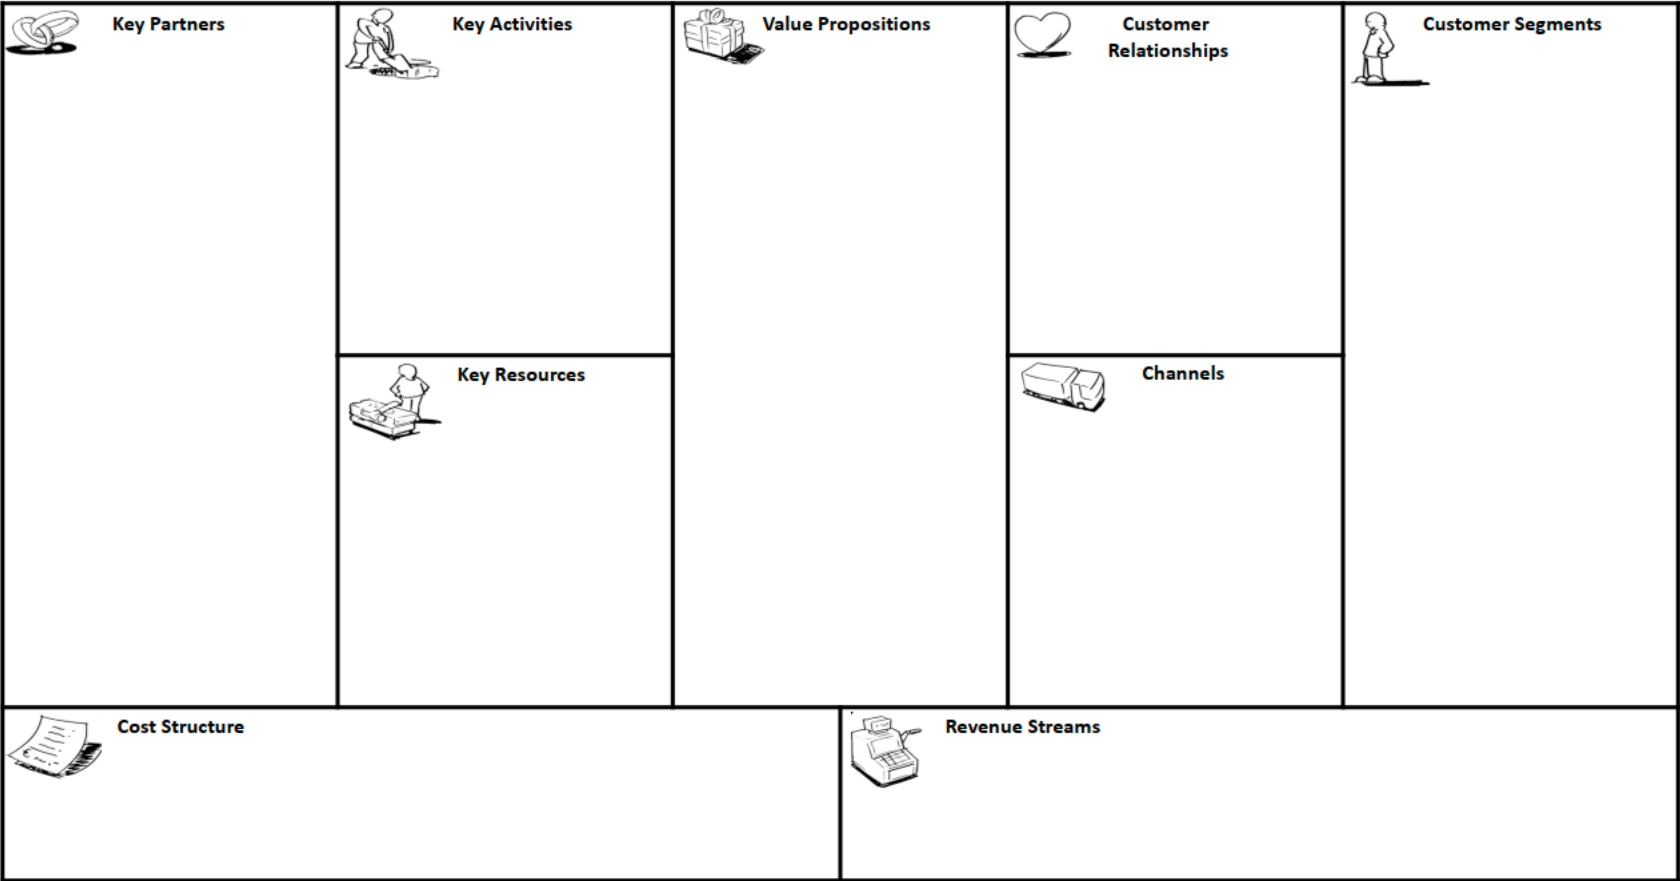 Key Partners
Key Activities
Value Propositions
Customer
Relationships
Customer Segments
Key Resources
Channels
Cost Structure
Revenue Streams